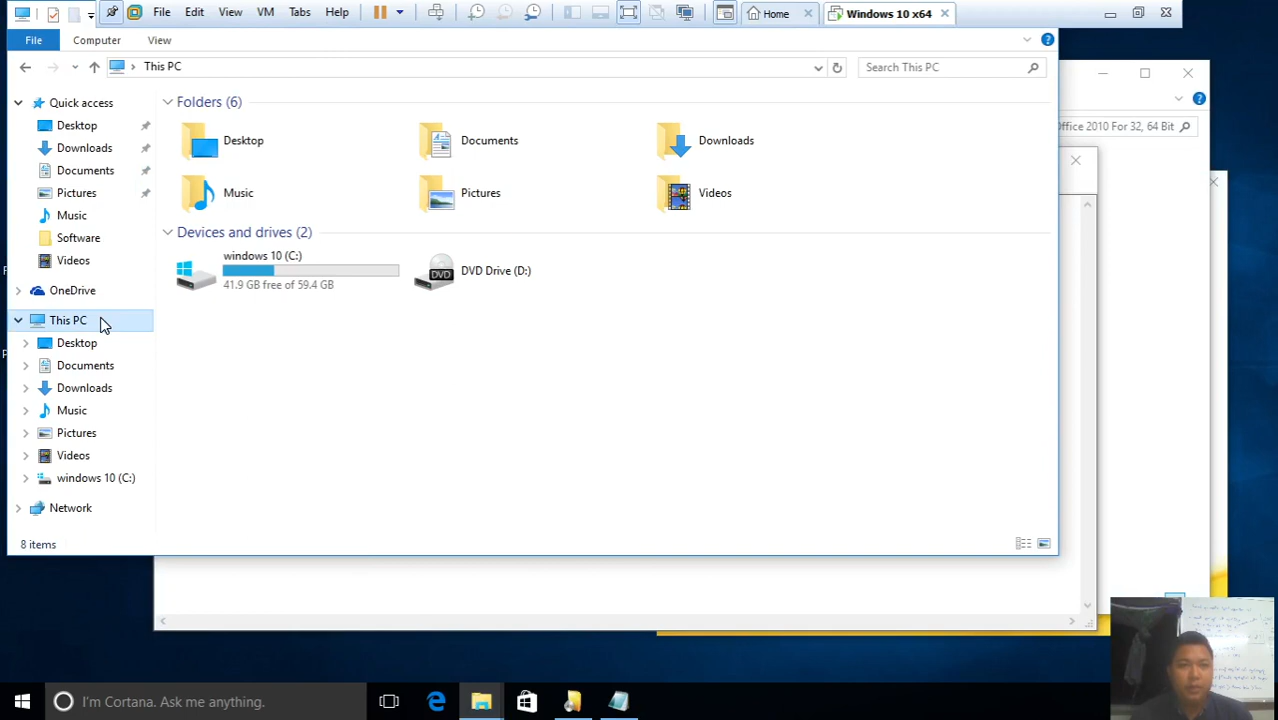 File Edit View VM Tabs Help Home Windows 10 x64
File Computer View
This PC Search This PC
Quick access
Desktop
Downloads
Documents
Pictures
Music
Software
Videos
OneDrive
This PC
Desktop
Documents
Downloads
Music
Pictures
Videos
windows 10 (C:)
Network
8 items
Folders (6)
Desktop Documents Downloads
Music Pictures Videos
Devices and drives (2)
windows 10 (C:)
41.9 GB free of 59.4 GB
DVD
DVD Drive (D:)
ffice 2010 For 32, 64 Bit
I'm Cortana. Ask me anything.